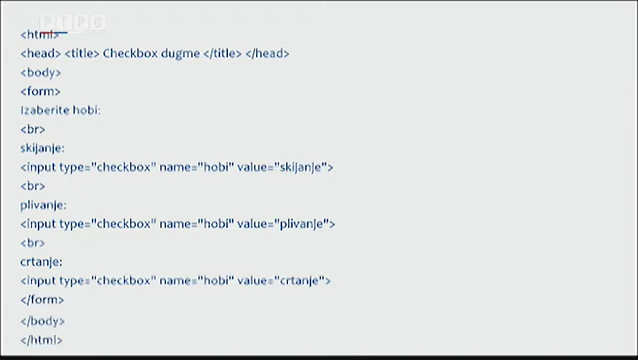 <html>
<head> <title> Checkbox dugme </title> </head>
<body>
<form>
Izaberite hobi:
<br>
skijanje:
<input type="checkbox" name="hobi" value="skijanje">
<br>
plivanje:
<input type="checkbox" name="hobi" value="plivanje">
<br>
crtanje:
<input type="checkbox" name="hobi" value="crtanje">
</form>
</body>
</html>